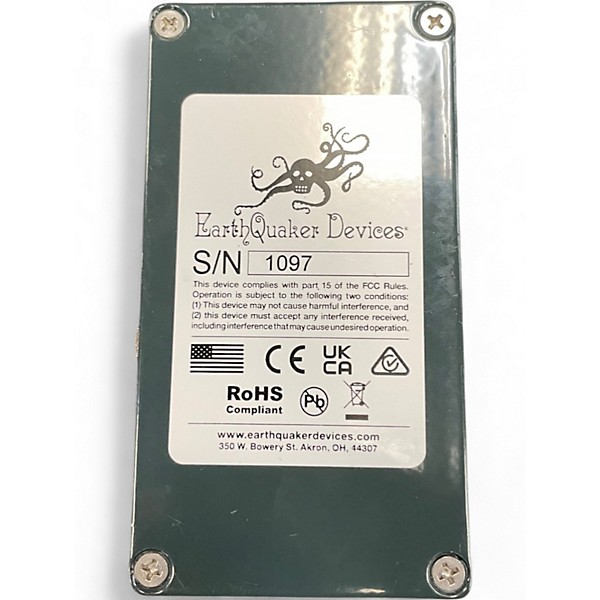 EarthQuaker Devices®
S/N 1097
This device complies with part 15 of the FCC Rules.
Operation is subject to the following two conditions:
(1) This device may not cause harmful interference, and
(2) this device must accept any interference received,
including interference that may cause undesired operation.
CE UK
CA
RoHS
Compliant
Pb
www.earthquakerdevices.com
350 W. Bowery St. Akron, OH, 44307